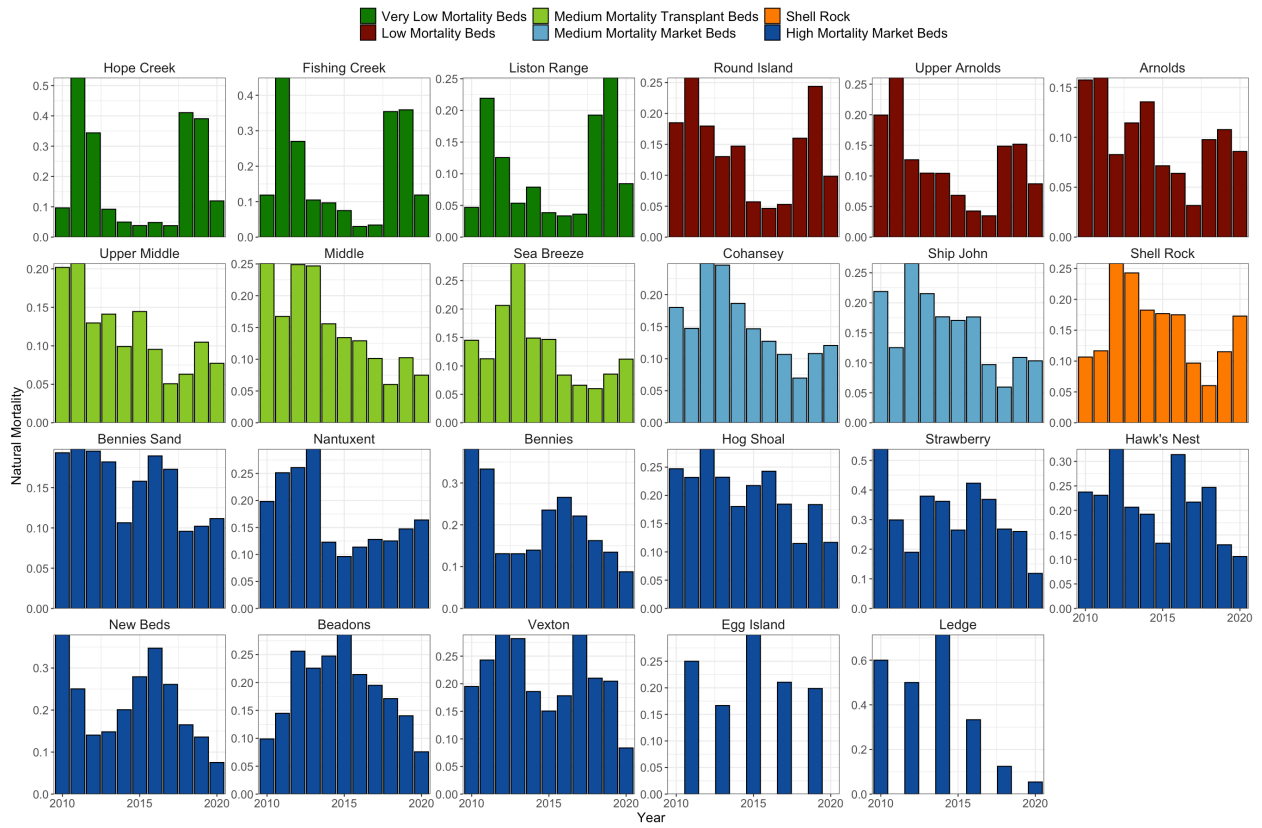 Very Low Mortality Beds Medium Mortality Transplant Beds Shell Rock
Low Mortality Beds Medium Mortality Market Beds High Mortality Market Beds
Hope Creek Fishing Creek Liston Range Round Island Upper Arnolds Arnolds
0.5 0.4 0.3 0.2 0.1 0.0
0.4 0.3 0.2 0.1 0.0
0.25 0.20 0.15 0.10 0.05 0.00
0.25 0.20 0.15 0.10 0.05 0.00
0.25 0.20 0.15 0.10 0.05 0.00
0.15 0.10 0.05 0.00
Upper Middle Middle Sea Breeze Cohansey Ship John Shell Rock
0.20 0.15 0.10 0.05 0.00
0.25 0.20 0.15 0.10 0.05 0.00
0.25 0.20 0.15 0.10 0.05 0.00
0.20 0.15 0.10 0.05 0.00
0.25 0.20 0.15 0.10 0.05 0.00
0.25 0.20 0.15 0.10 0.05 0.00
Natural Mortality
Bennies Sand Nantuxent Bennies Hog Shoal Strawberry Hawk's Nest
0.15 0.10 0.05 0.00
0.25 0.20 0.15 0.10 0.05 0.00
0.3 0.2 0.1 0.0
0.25 0.20 0.15 0.10 0.05 0.00
0.5 0.4 0.3 0.2 0.1 0.0
0.30 0.25 0.20 0.15 0.10 0.05 0.00
2010 2015 2020
New Beds Beadons Vexton Egg Island Ledge
0.3 0.2 0.1 0.0
0.25 0.20 0.15 0.10 0.05 0.00
0.25 0.20 0.15 0.10 0.05 0.00
0.25 0.20 0.15 0.10 0.05 0.00
0.6 0.4 0.2 0.0
2010 2015 2020 2010 2015 2020 2010 2015 2020 2010 2015 2020 2010 2015 2020
Year